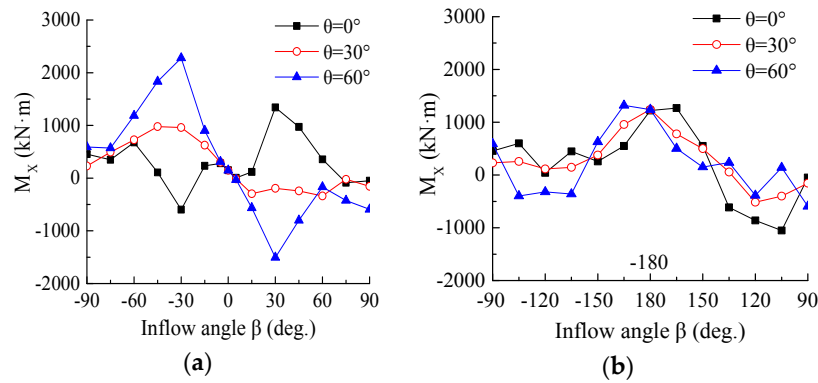 3000
2000
1000
0
-1000
-2000
M_X (kN·m)
θ=0°
θ=30°
θ=60°
-90 -60 -30 0 30 60 90
Inflow angle β (deg.)
(a)
3000
2000
1000
0
-1000
-2000
M_X (kN·m)
θ=0°
θ=30°
θ=60°
-180
-90 -120 -150 180 150 120 90
Inflow angle β (deg.)
(b)